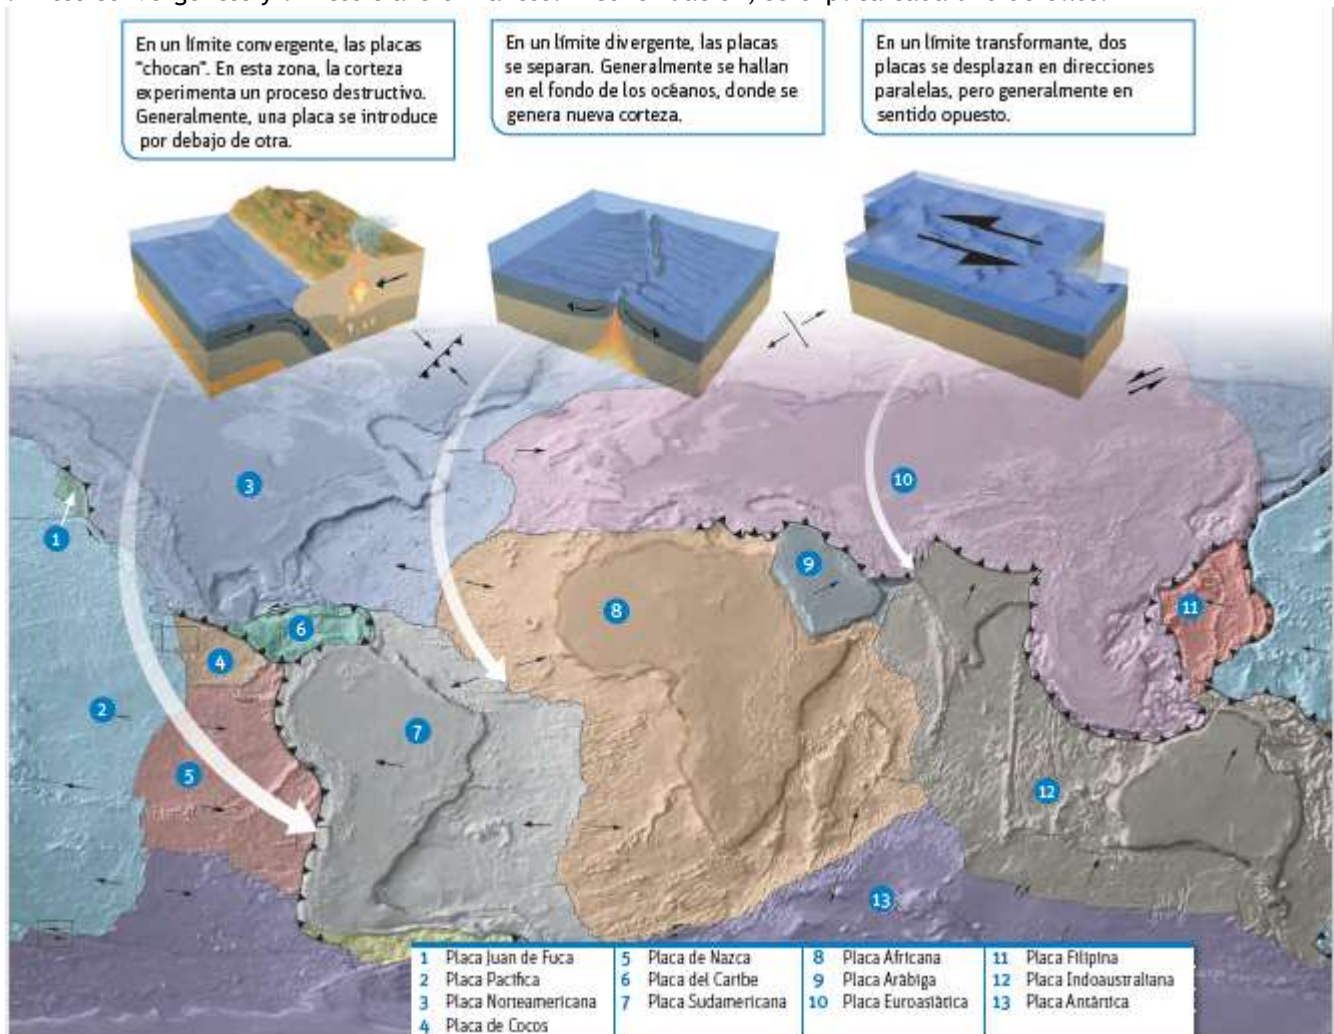 En un límite convergente, las placas
"chocan". En esta zona, la corteza
experimenta un proceso destructivo.
Generalmente, una placa se introduce
por debajo de otra.
En un límite divergente, las placas
se separan. Generalmente se hallan
en el fondo de los océanos, donde se
genera nueva corteza.
En un límite transformante, dos
placas se desplazan en direcciones
paralelas, pero generalmente en
sentido opuesto.
3
10
1
9
8
11
6
4
2
7
5
12
13
1 Placa Juan de Fuca
2 Placa Pacífica
3 Placa Norteamericana
4 Placa de Cocos
5 Placa de Nazca
6 Placa del Caribe
7 Placa Sudamericana
8 Placa Africana
9 Placa Arábiga
10 Placa Euroasiática
11 Placa Filipina
12 Placa Indoaustraliana
13 Placa Antártica